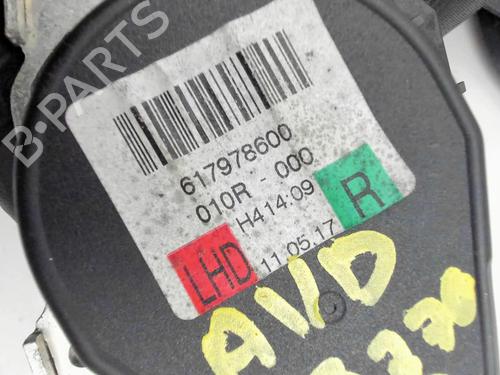 617978600
010R - 000
H414:09
11.05.17
LHD
R
AVD
B-PARTS